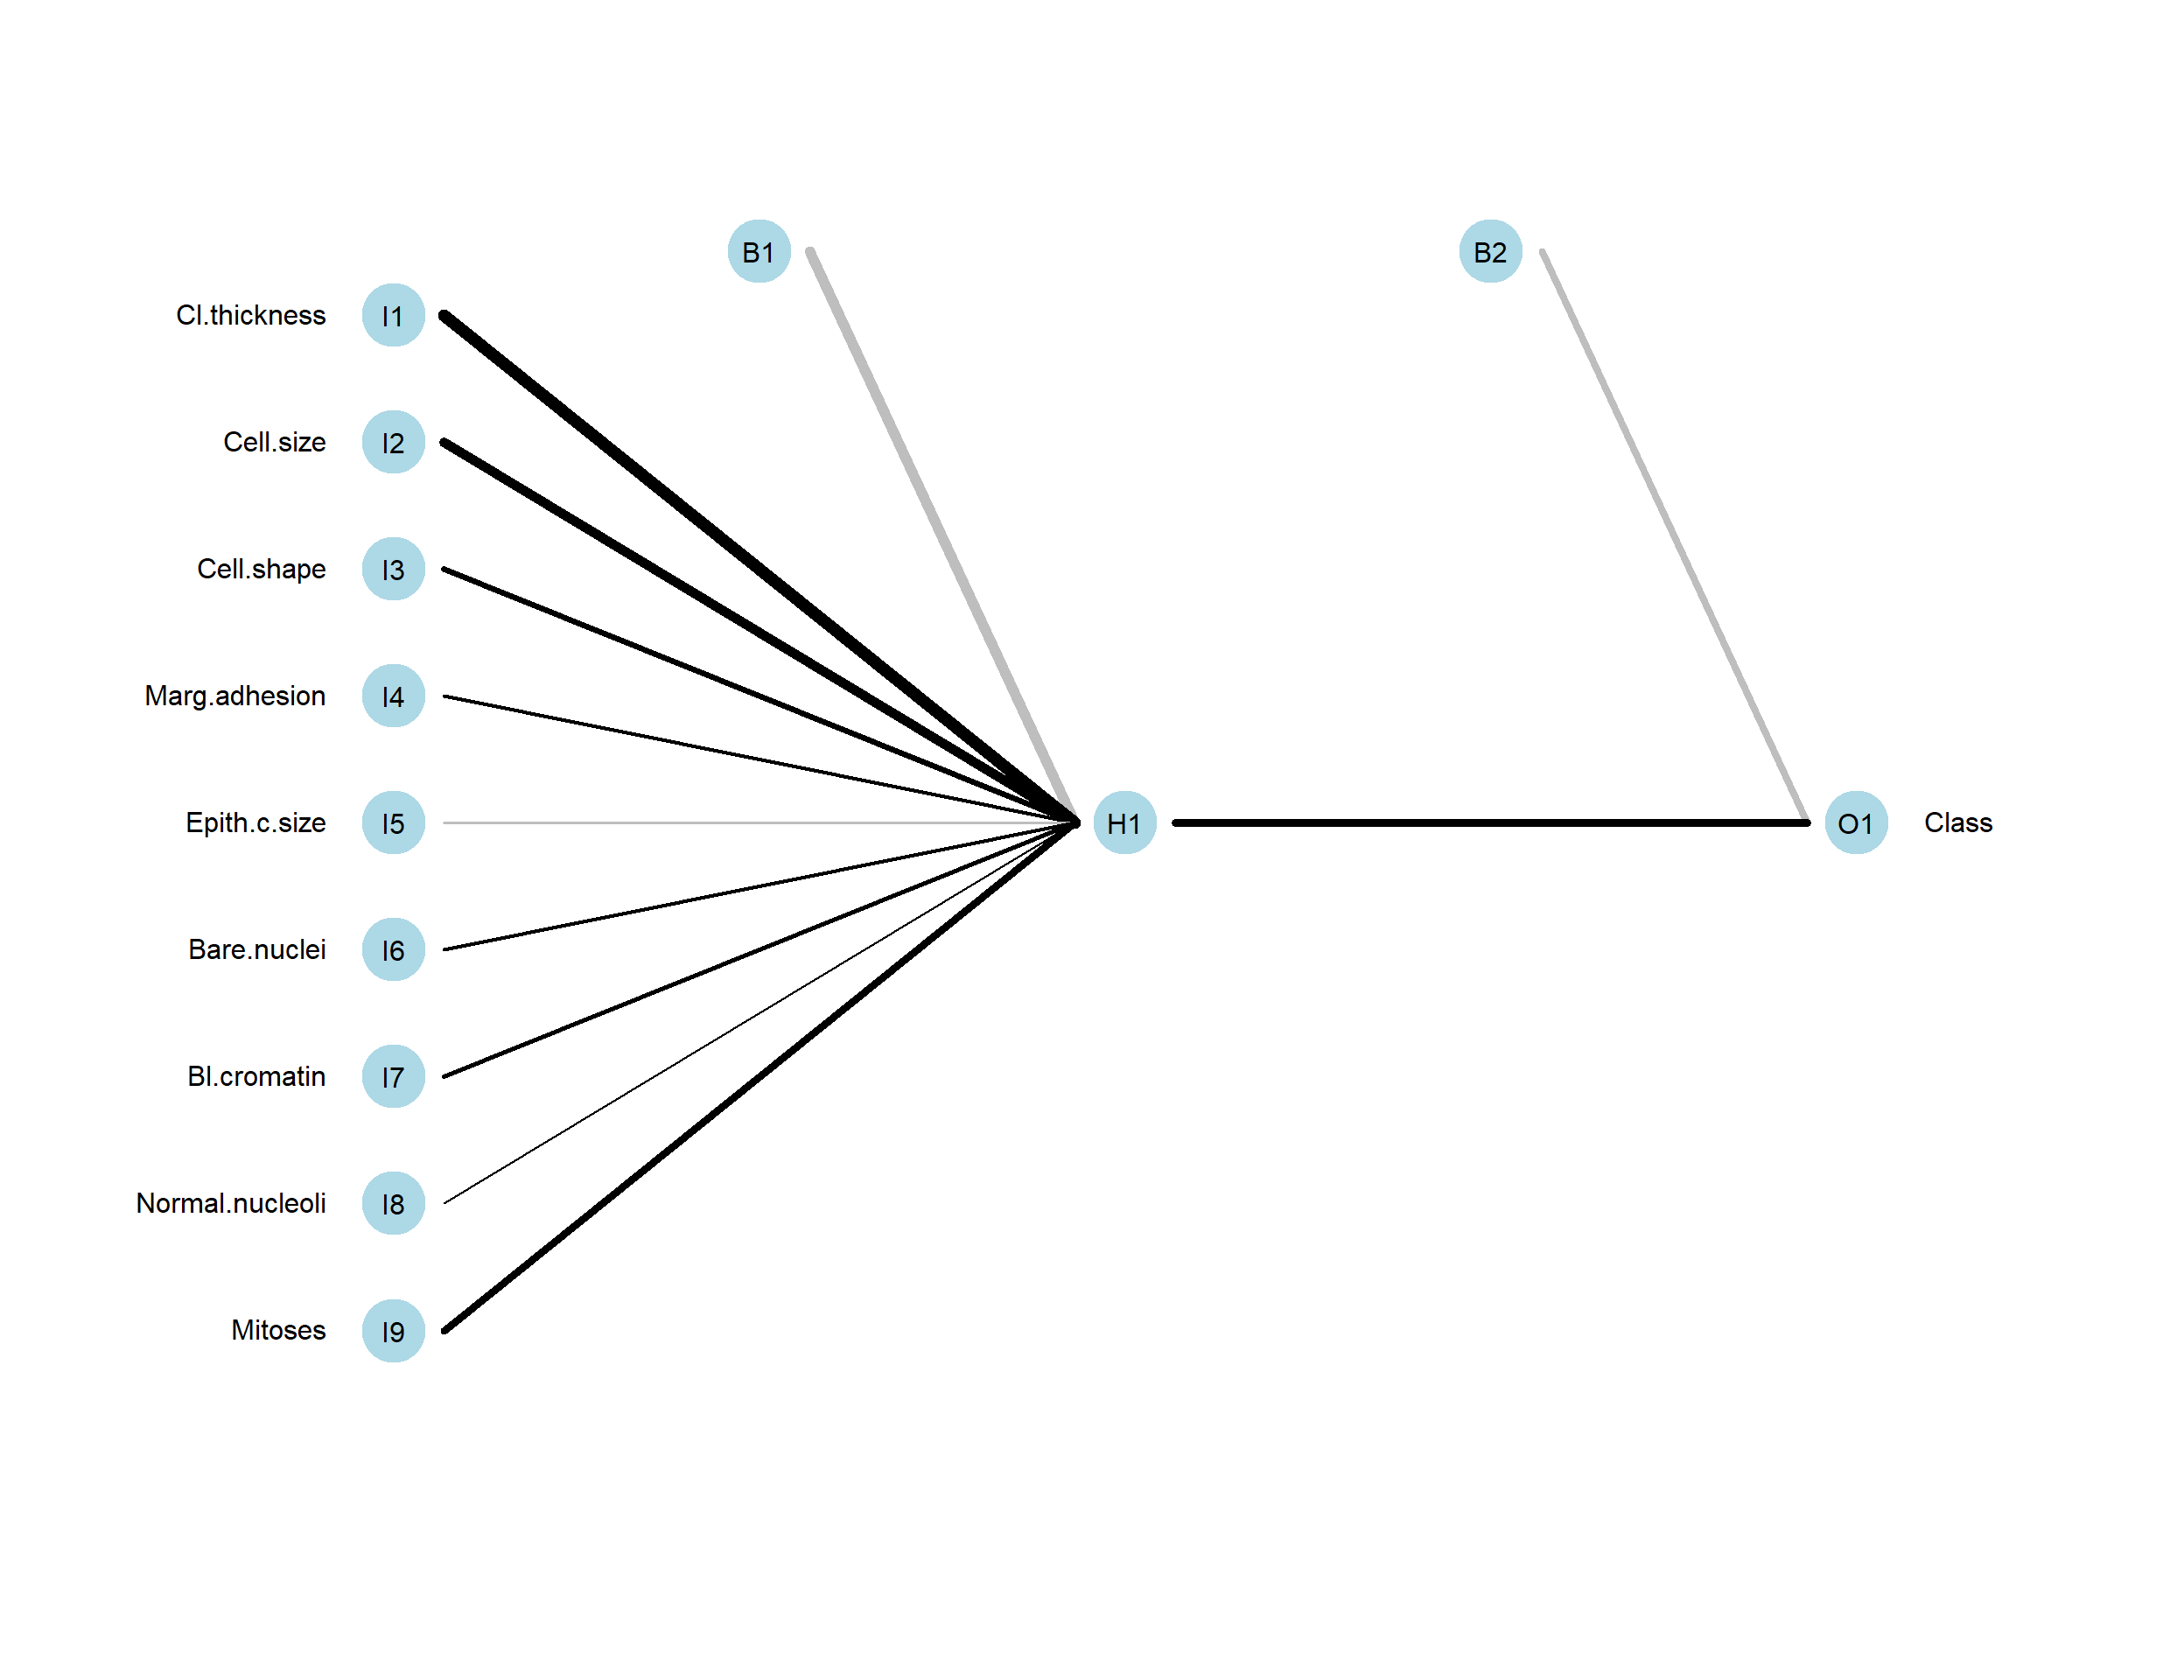 B1
B2
Cl.thickness I1
Cell.size I2
Cell.shape I3
Marg.adhesion I4
Epith.c.size I5
H1
O1 Class
Bare.nuclei I6
Bl.cromatin I7
Normal.nucleoli I8
Mitoses I9